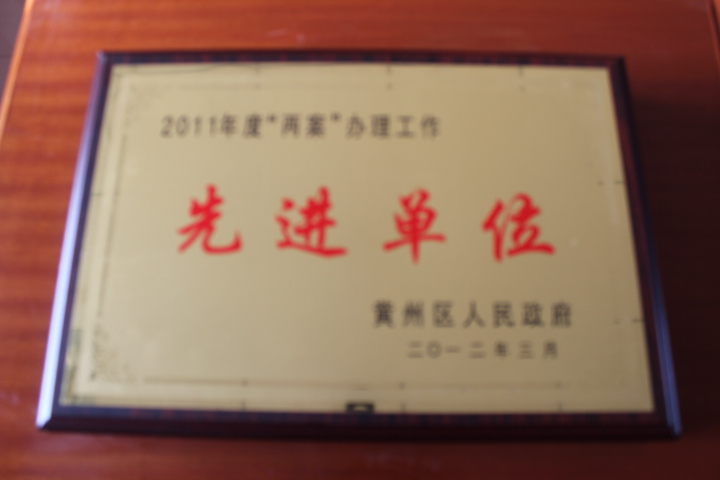 2011年度“两案”办理工作
先进单位
黄州区人民政府
二〇一二年三月